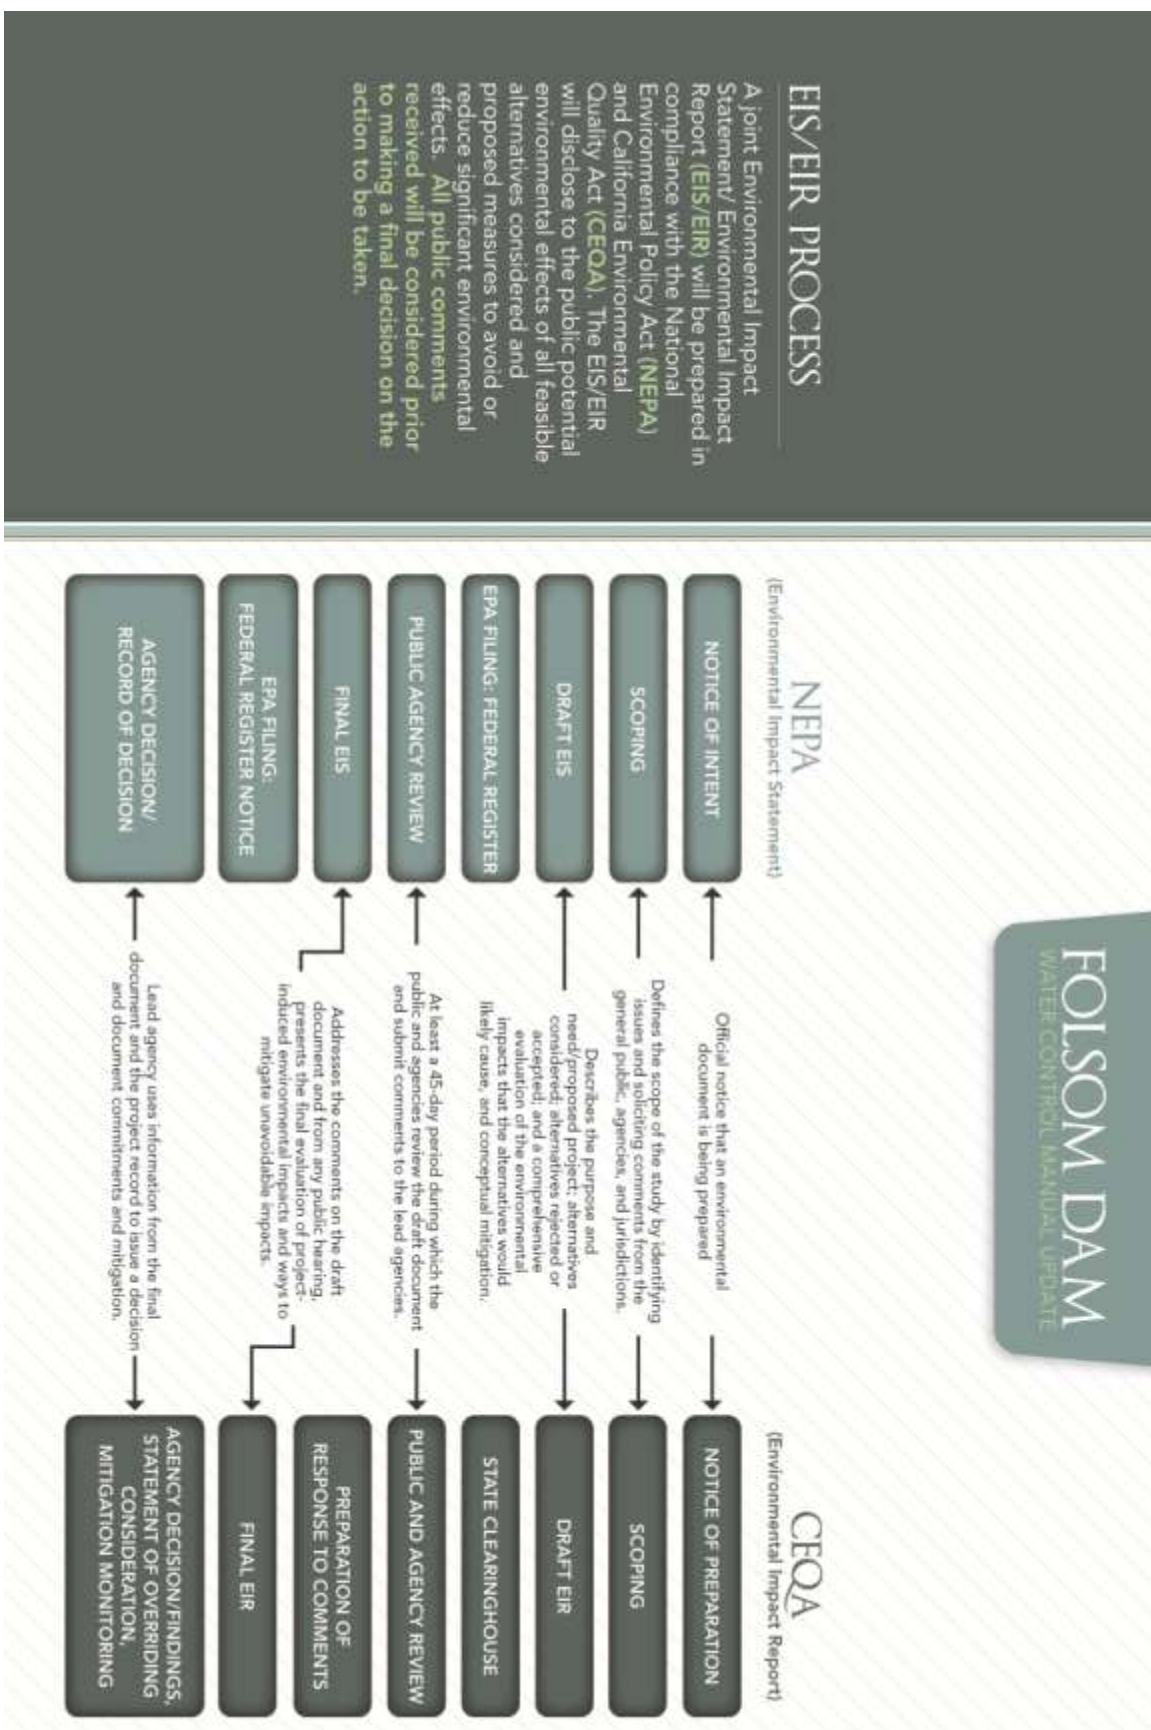 FOLSOM DAM
WATER CONTROL MANUAL UPDATE
EIS/EIR PROCESS
A joint Environmental Impact
Statement/ Environmental Impact
Report (EIS/EIR) will be prepared in
compliance with the National
Environmental Policy Act (NEPA)
and California Environmental
Quality Act (CEQA). The EIS/EIR
will disclose to the public potential
environmental effects of all feasible
alternatives considered and
proposed measures to avoid or
reduce significant environmental
effects. All public comments
received will be considered prior
to making a final decision on the
action to be taken.
NEPA
(Environmental Impact Statement)
NOTICE OF INTENT
SCOPING
DRAFT EIS
EPA FILING: FEDERAL REGISTER
PUBLIC AGENCY REVIEW
FINAL EIS
EPA FILING:
FEDERAL REGISTER NOTICE
AGENCY DECISION/
RECORD OF DECISION
Official notice that an environmental
document is being prepared
Defines the scope of the study by identifying
issues and soliciting comments from the
general public, agencies, and jurisdictions.
Describes the purpose and
need/proposed project; alternatives
considered; alternatives rejected or
accepted; and a comprehensive
evaluation of the environmental
impacts that the alternatives would
likely cause, and conceptual mitigation.
At least a 45-day period during which the
public and agencies review the draft document
and submit comments to the lead agencies.
Addresses the comments on the draft
document and from any public hearing,
presents the final evaluation of project-
induced environmental impacts and ways to
mitigate unavoidable impacts.
Lead agency uses information from the final
document and the project record to issue a decision
and document commitments and mitigation.
CEQA
(Environmental Impact Report)
NOTICE OF PREPARATION
SCOPING
DRAFT EIR
STATE CLEARINGHOUSE
PUBLIC AND AGENCY REVIEW
PREPARATION OF
RESPONSE TO COMMENTS
FINAL EIR
AGENCY DECISION/FINDINGS,
STATEMENT OF OVERRIDING
CONSIDERATION,
MITIGATION MONITORING